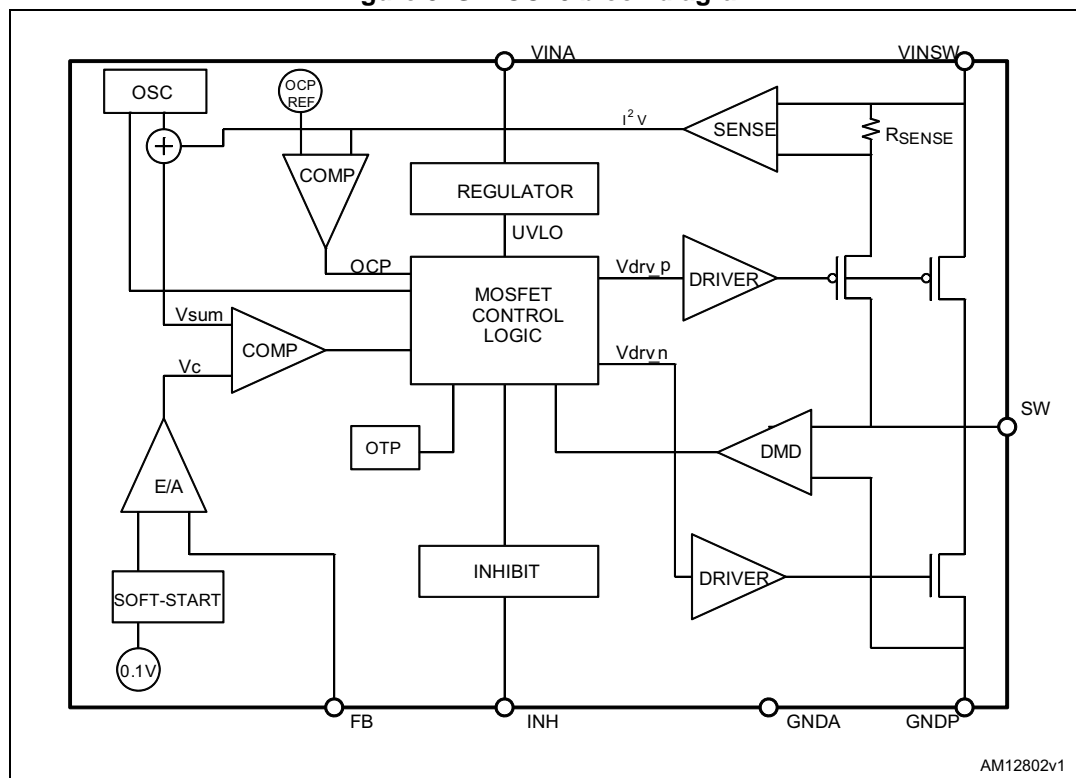 VINA
VINSW
OSC
OCP
REF
I² V
SENSE
RSENSE
+
COMP
REGULATOR
UVLO
OCP
Vdrv_p
DRIVER
MOSFET
CONTROL
LOGIC
Vsum
COMP
Vdrv_n
Vc
SW
OTP
DMD
E/A
INHIBIT
DRIVER
SOFT-START
0.1V
FB
INH
GNDA
GNDP
AM12802v1